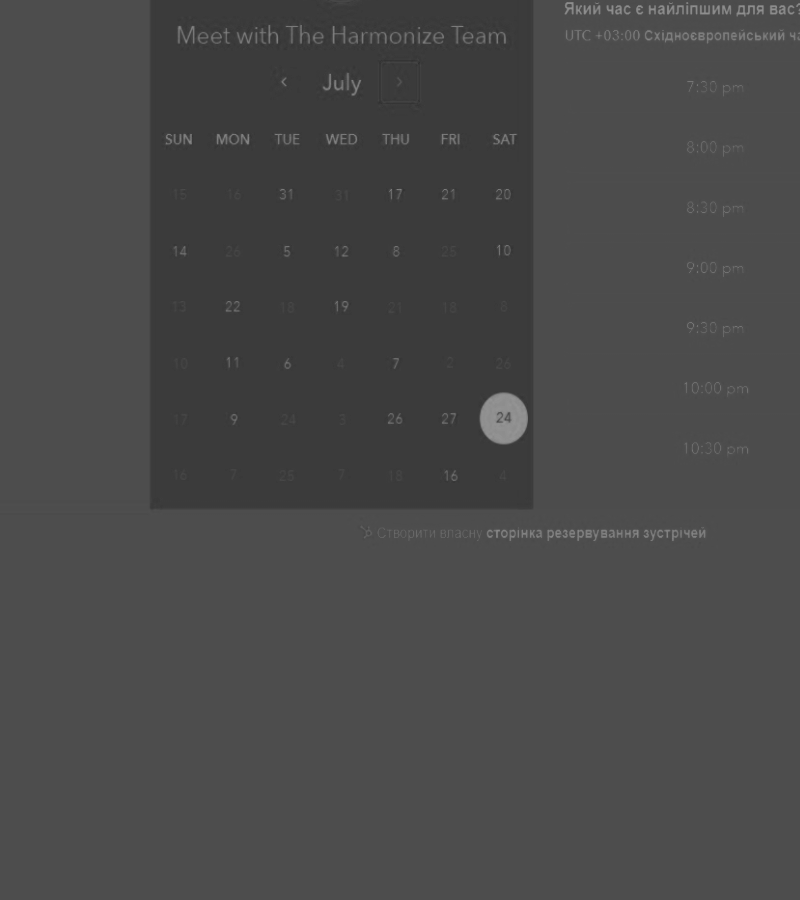 Який час є найліпшим для вас?
Meet with The Harmonize Team
UTC +03:00 Східноєвропейський ча
‹ July ›
SUN MON TUE WED THU FRI SAT
15 16 31 31 17 21 20
14 26 5 12 8 25 10
13 22 18 19 21 18 6
10 11 6 4 7 2 26
17 9 24 3 26 27 24
16 7 25 7 18 16 4
7:30 pm
8:00 pm
8:30 pm
9:00 pm
9:30 pm
10:00 pm
10:30 pm
Створити власну сторінка резервування зустрічей